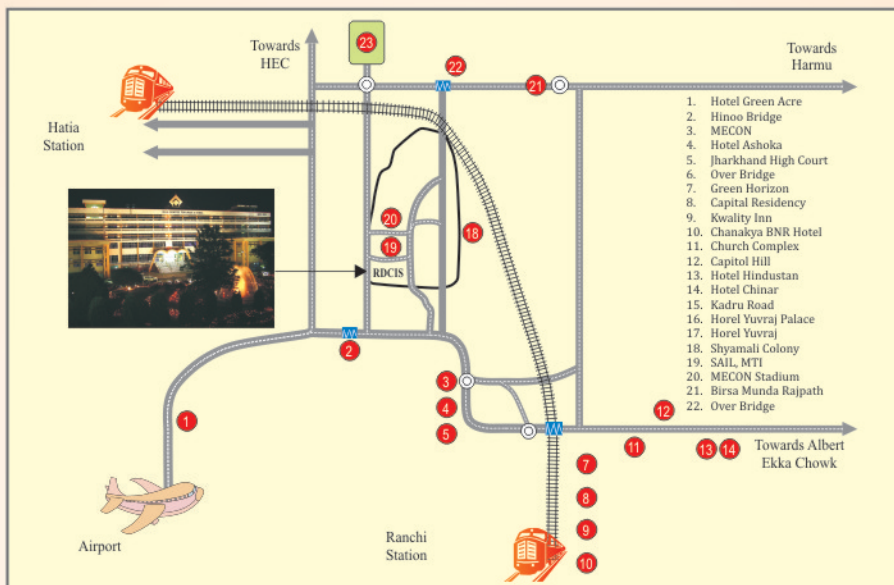 23
Towards
HEC
22
Towards
Harmu
21
Hatia
Station
1. Hotel Green Acre
2. Hinoo Bridge
3. MECON
4. Hotel Ashoka
5. Jharkhand High Court
6. Over Bridge
7. Green Horizon
8. Capital Residency
9. Kwality Inn
10. Chanakya BNR Hotel
11. Church Complex
12. Capitol Hill
13. Hotel Hindustan
14. Hotel Chinar
15. Kadru Road
16. Horel Yuvraj Palace
17. Horel Yuvraj
18. Shyamali Colony
19. SAIL, MTI
20. MECON Stadium
21. Birsa Munda Rajpath
22. Over Bridge
20
18
19
RDCIS
2
3
4
5
1
12
11
13
14
Towards Albert
Ekka Chowk
7
8
9
10
Airport
Ranchi
Station